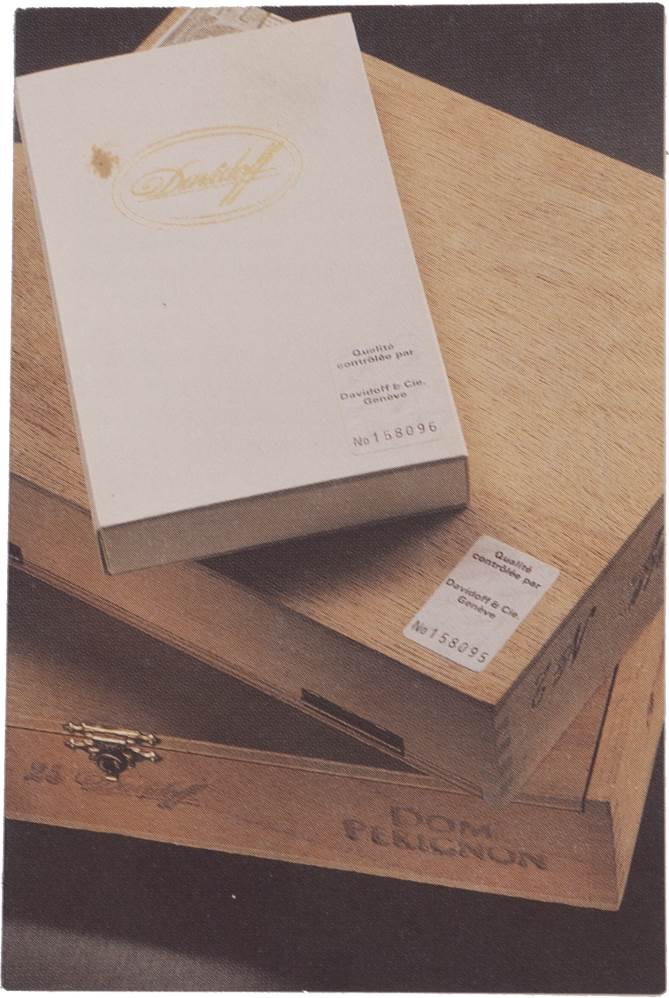 Davidoff
Qualité
contrôlée par
Davidoff & Cie.
Genève
No 158096
Qualité
contrôlée par
Davidoff & Cie.
Genève
No 158095
25 Davidoff
DOM
PERIGNON